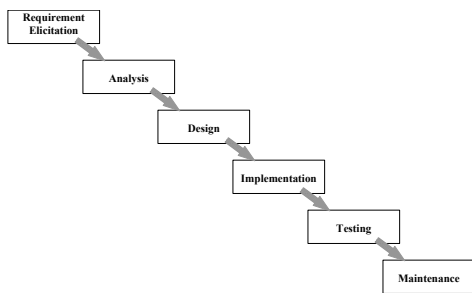 Requirement
Elicitation
Analysis
Design
Implementation
Testing
Maintenance